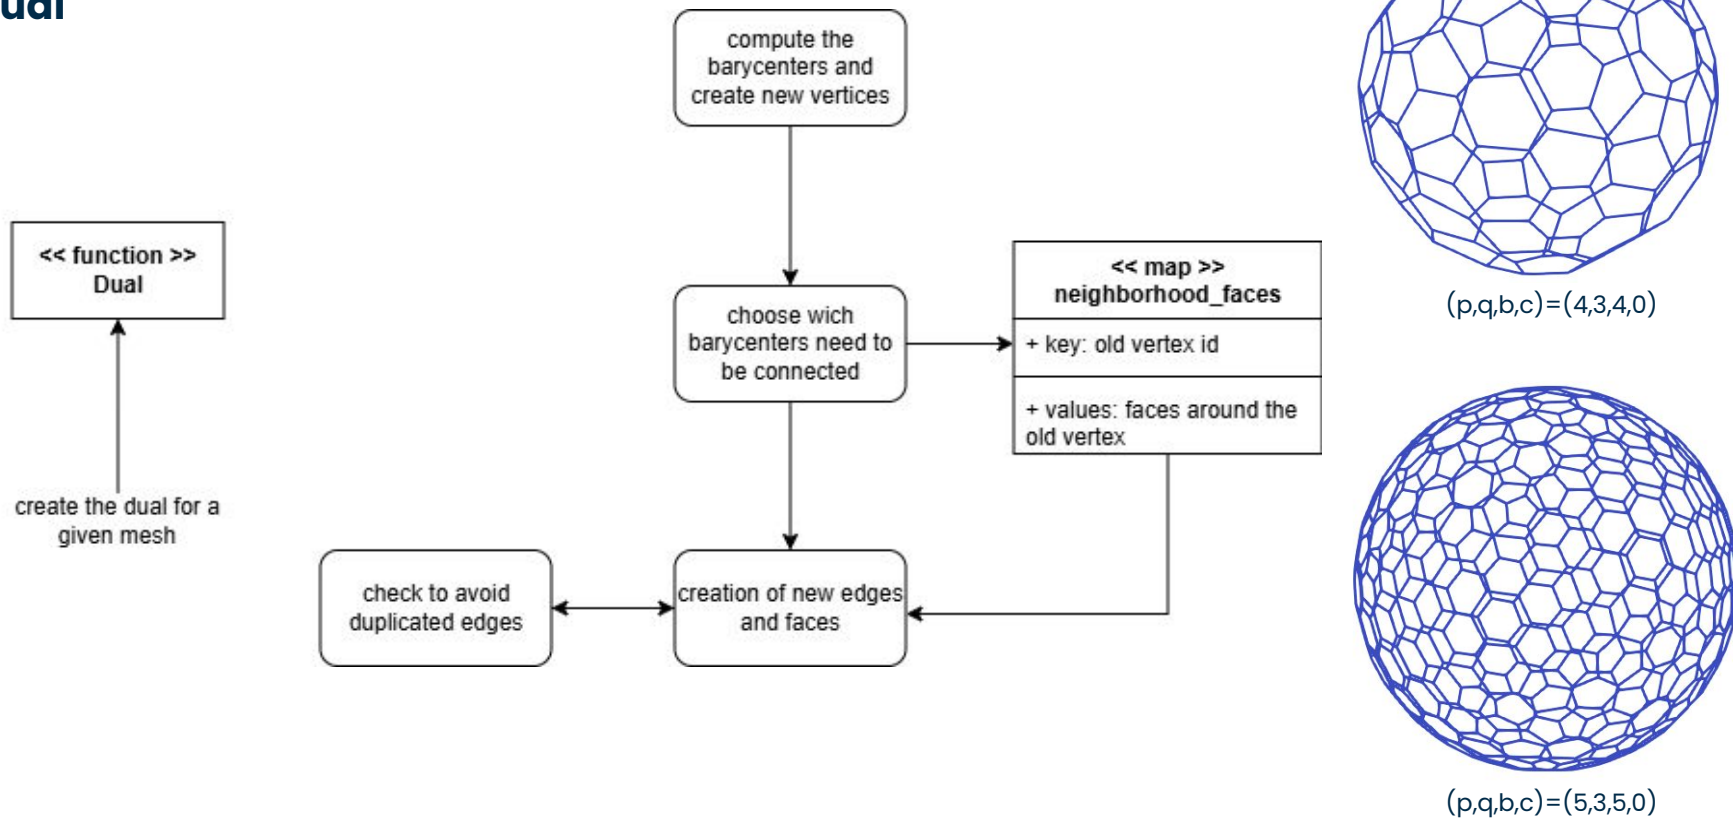 ual
compute the
barycenters and
create new vertices
<< function >>
Dual
create the dual for a
given mesh
choose wich
barycenters need to
be connected
<< map >>
neighborhood_faces
+ key: old vertex id
+ values: faces around the
old vertex
check to avoid
duplicated edges
creation of new edges
and faces
(p,q,b,c)=(4,3,4,0)
(p,q,b,c)=(5,3,5,0)